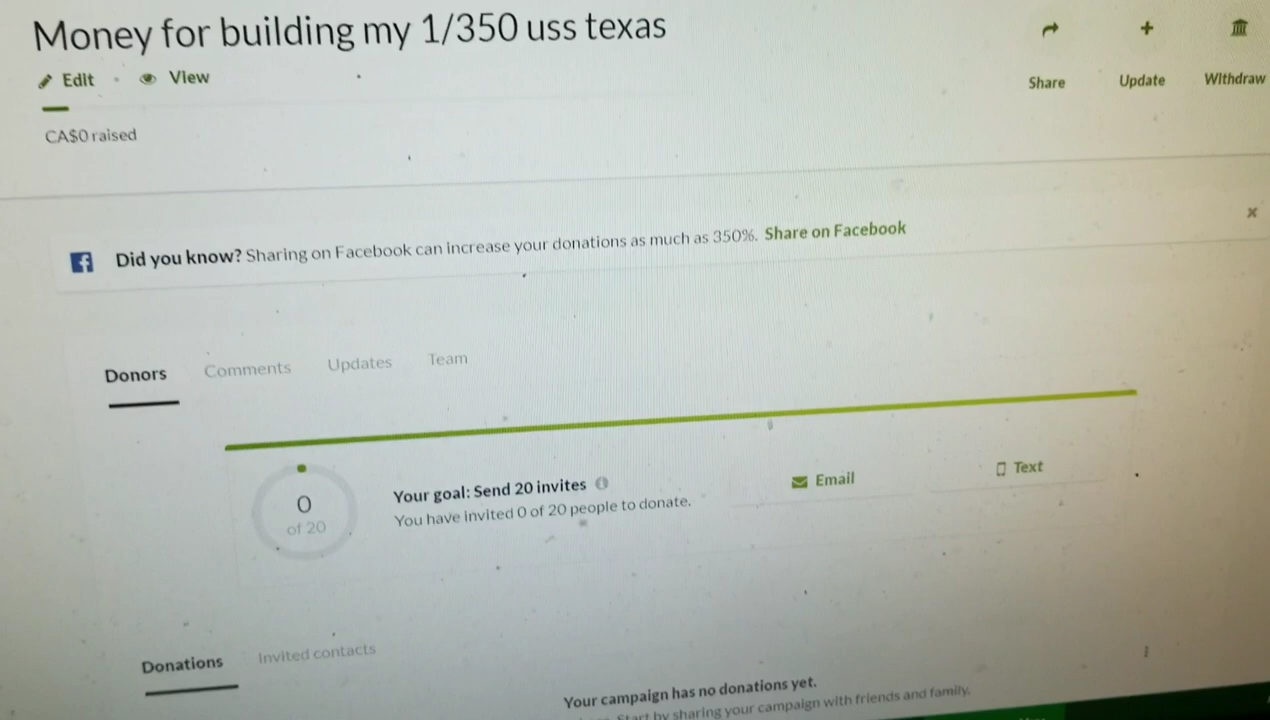 Money for building my 1/350 uss texas
Edit View
Share Update Withdraw
CA$0 raised
Did you know? Sharing on Facebook can increase your donations as much as 350%. Share on Facebook
Donors Comments Updates Team
0
of 20
Your goal: Send 20 invites
You have invited 0 of 20 people to donate.
Email Text
Donations Invited contacts
Your campaign has no donations yet.
Start by sharing your campaign with friends and family.